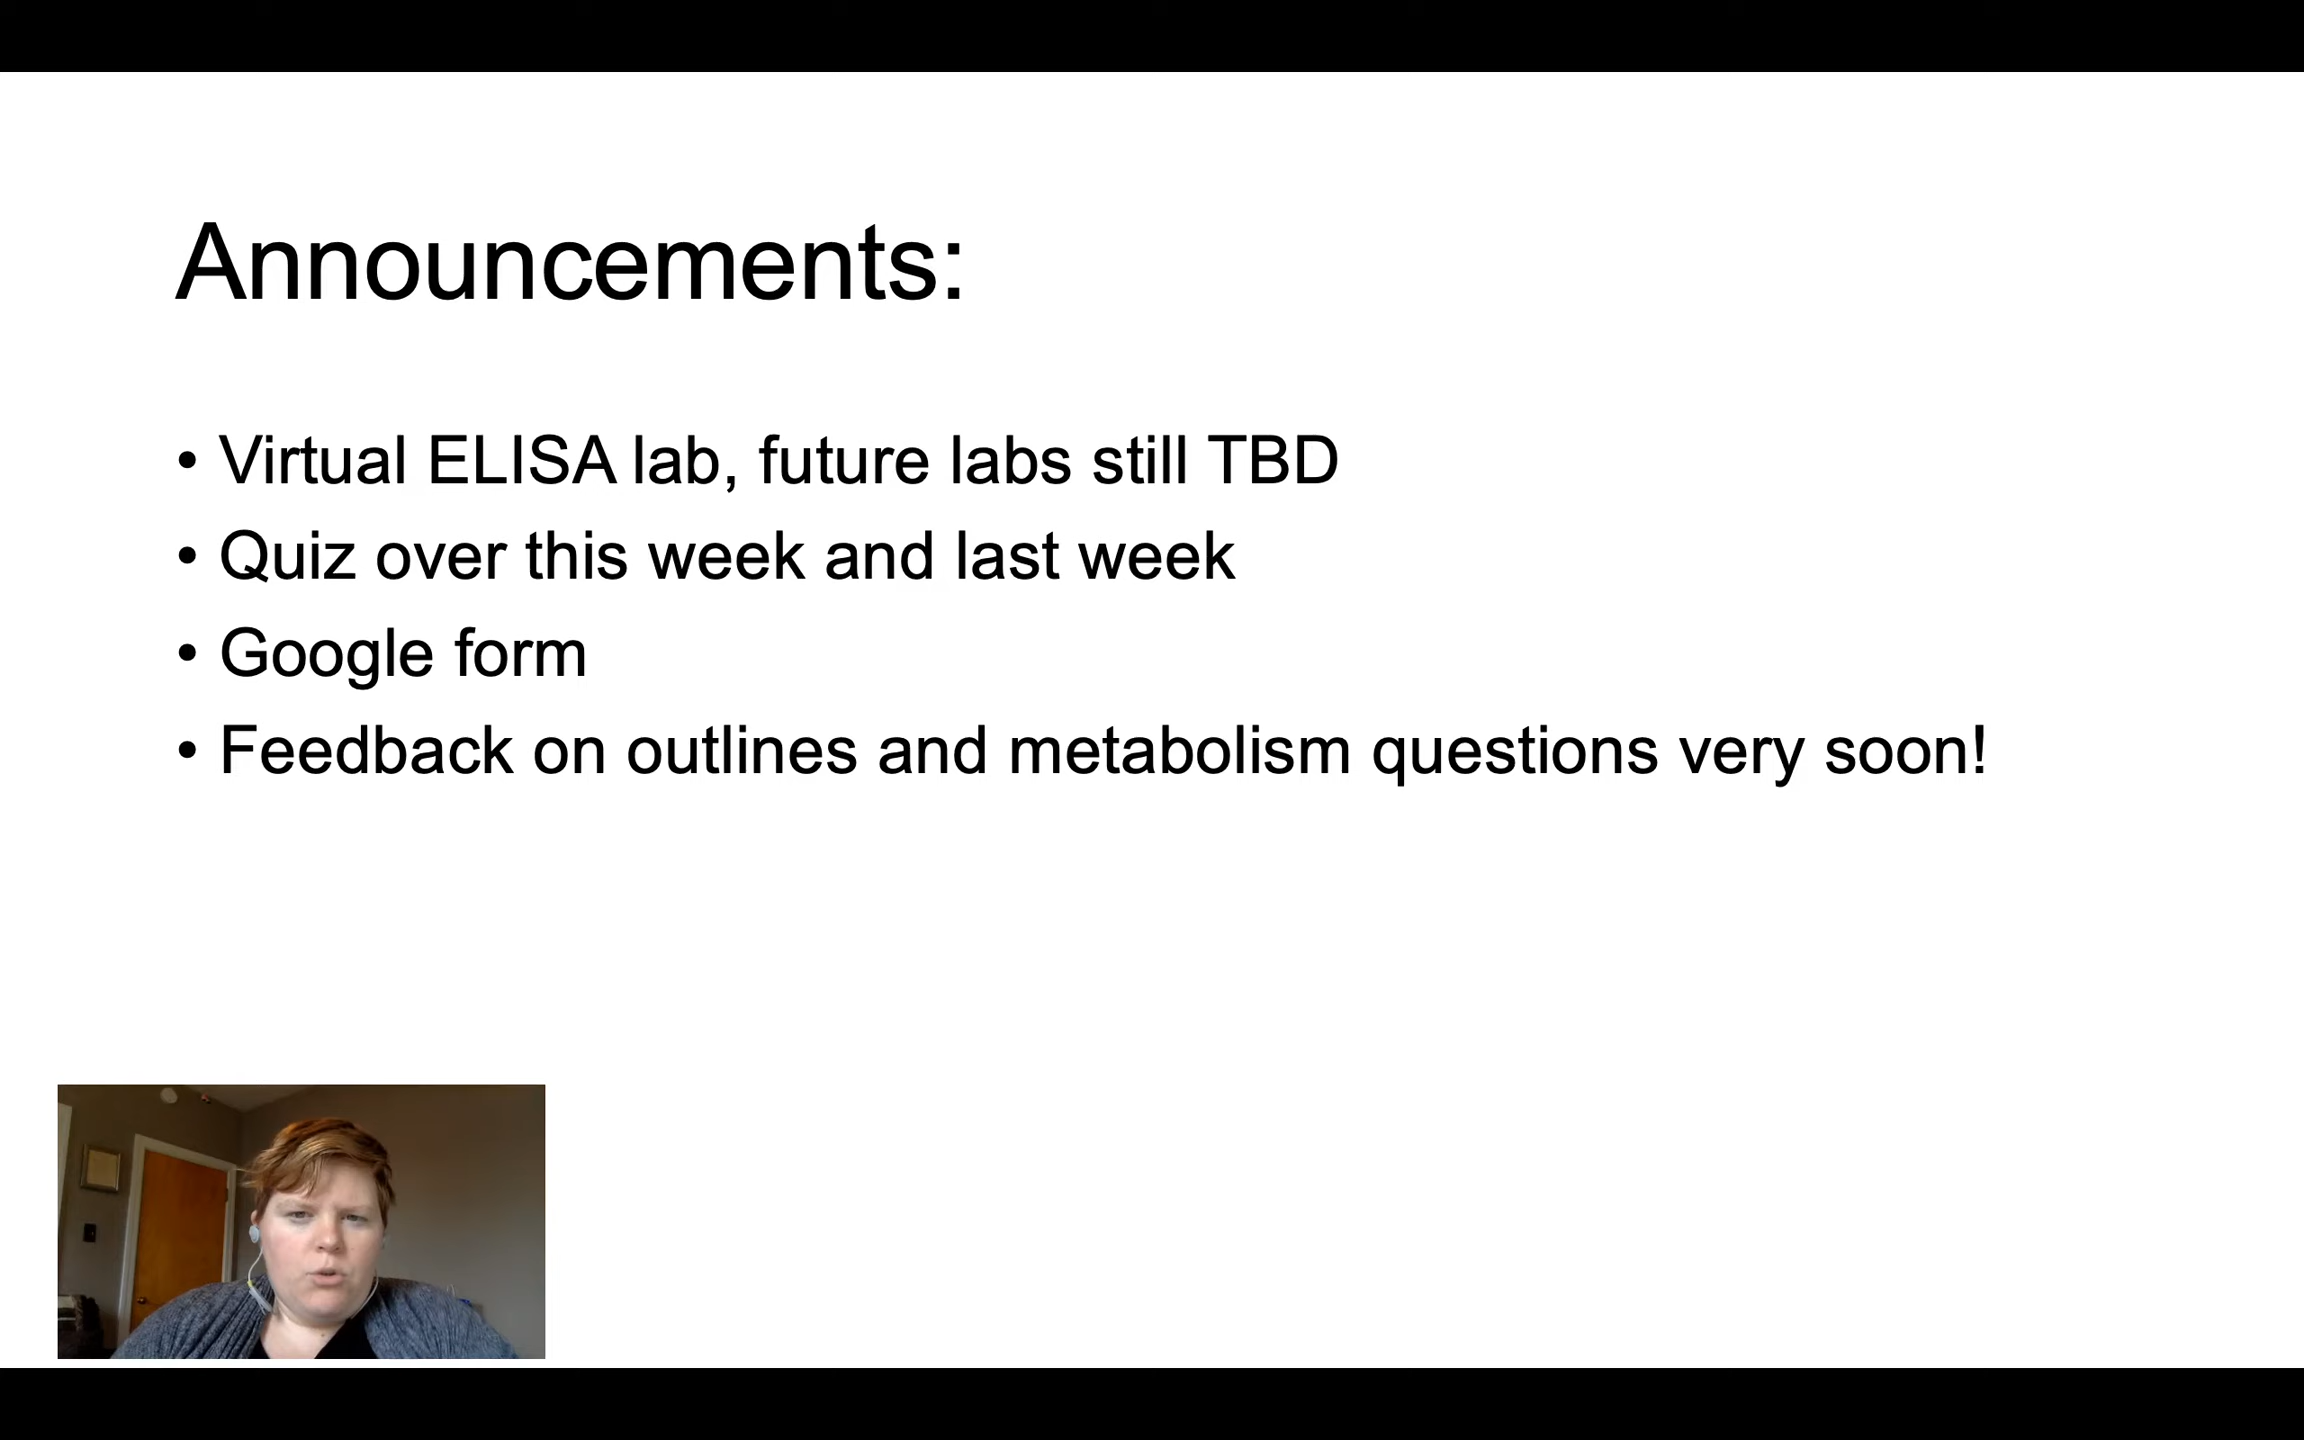 Announcements:
• Virtual ELISA lab, future labs still TBD
• Quiz over this week and last week
• Google form
• Feedback on outlines and metabolism questions very soon!